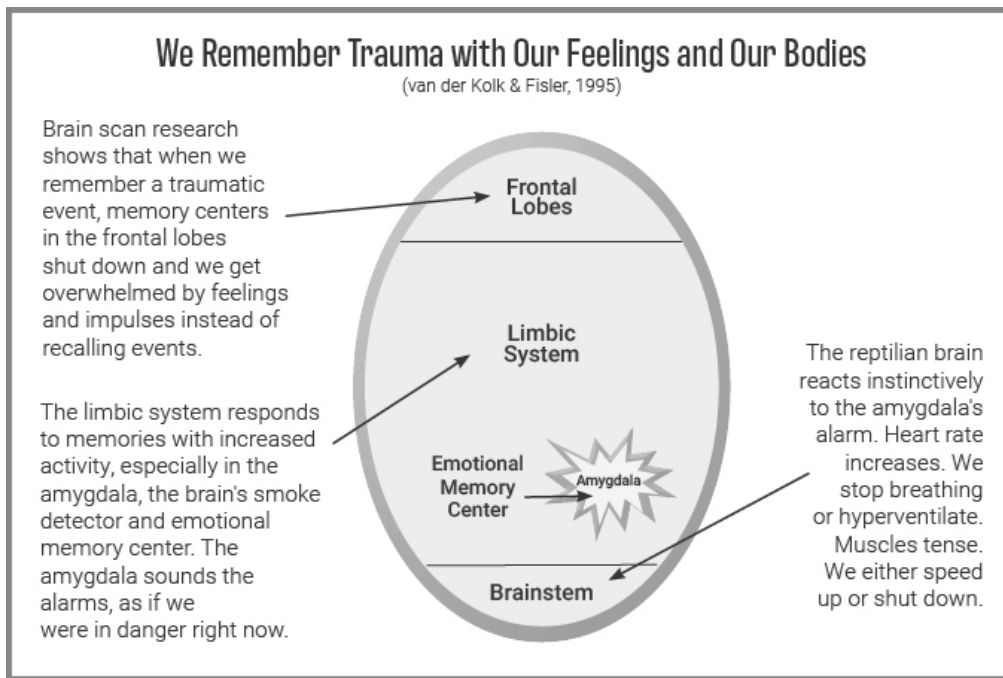 We Remember Trauma with Our Feelings and Our Bodies
(van der Kolk & Fisler, 1995)
Brain scan research
shows that when we
remember a traumatic
event, memory centers
in the frontal lobes
shut down and we get
overwhelmed by feelings
and impulses instead of
recalling events.
Frontal
Lobes
The limbic system responds
to memories with increased
activity, especially in the
amygdala, the brain's smoke
detector and emotional
memory center. The
amygdala sounds the
alarms, as if we
were in danger right now.
Limbic
System
Emotional
Memory
Center
Amygdala
Brainstem
The reptilian brain
reacts instinctively
to the amygdala's
alarm. Heart rate
increases. We
stop breathing
or hyperventilate.
Muscles tense.
We either speed
up or shut down.